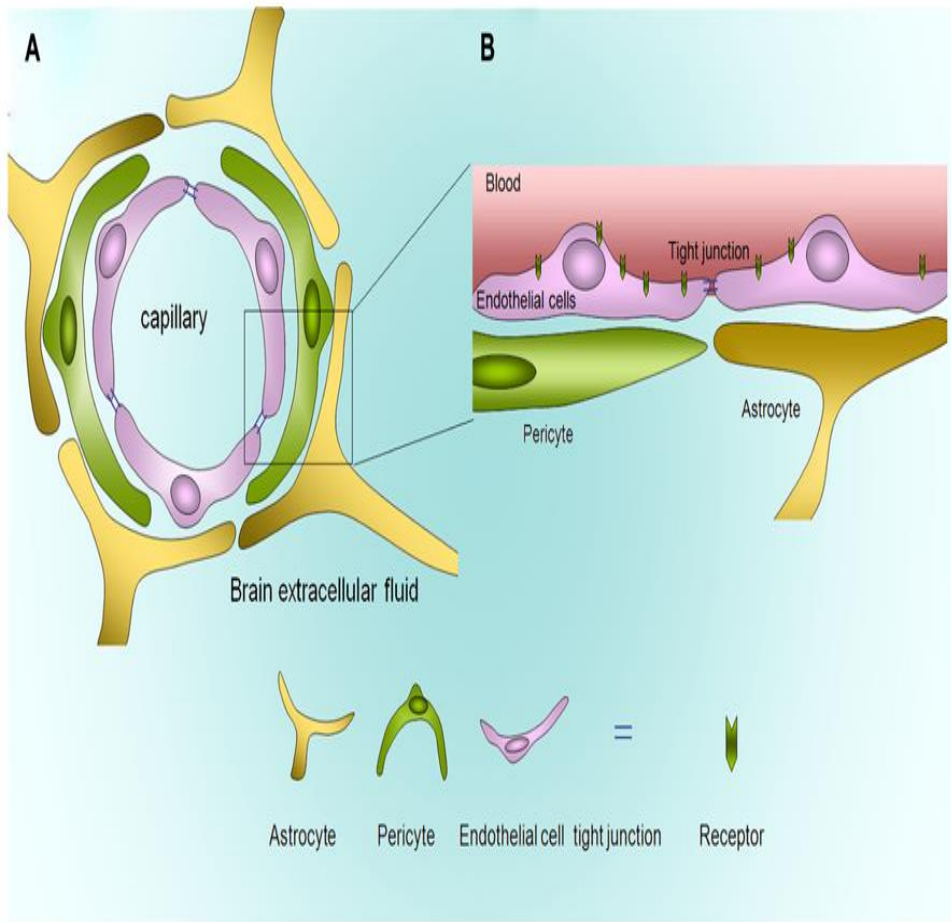 A
B
Blood
Tight junction
Endothelial cells
capillary
Pericyte
Astrocyte
Brain extracellular fluid
Astrocyte
Pericyte
Endothelial cell
tight junction
Receptor